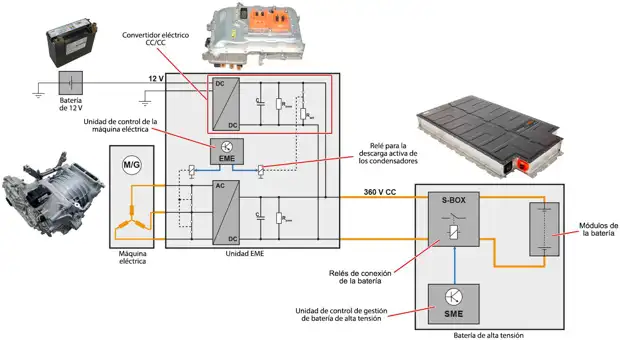 Convertidor eléctrico
CC/CC
12 V
Batería
de 12 V
DC
DC
C
Unidad de control de la
máquina eléctrica
EME
Relé para la
descarga activa de
los condensadores
M/G
AC
DC
C
360 V CC
S-BOX
Módulos de
la batería
Máquina
eléctrica
Unidad EME
Relés de conexión
de la batería
Unidad de control de gestión
de batería de alta tensión
SME
Batería de alta tensión